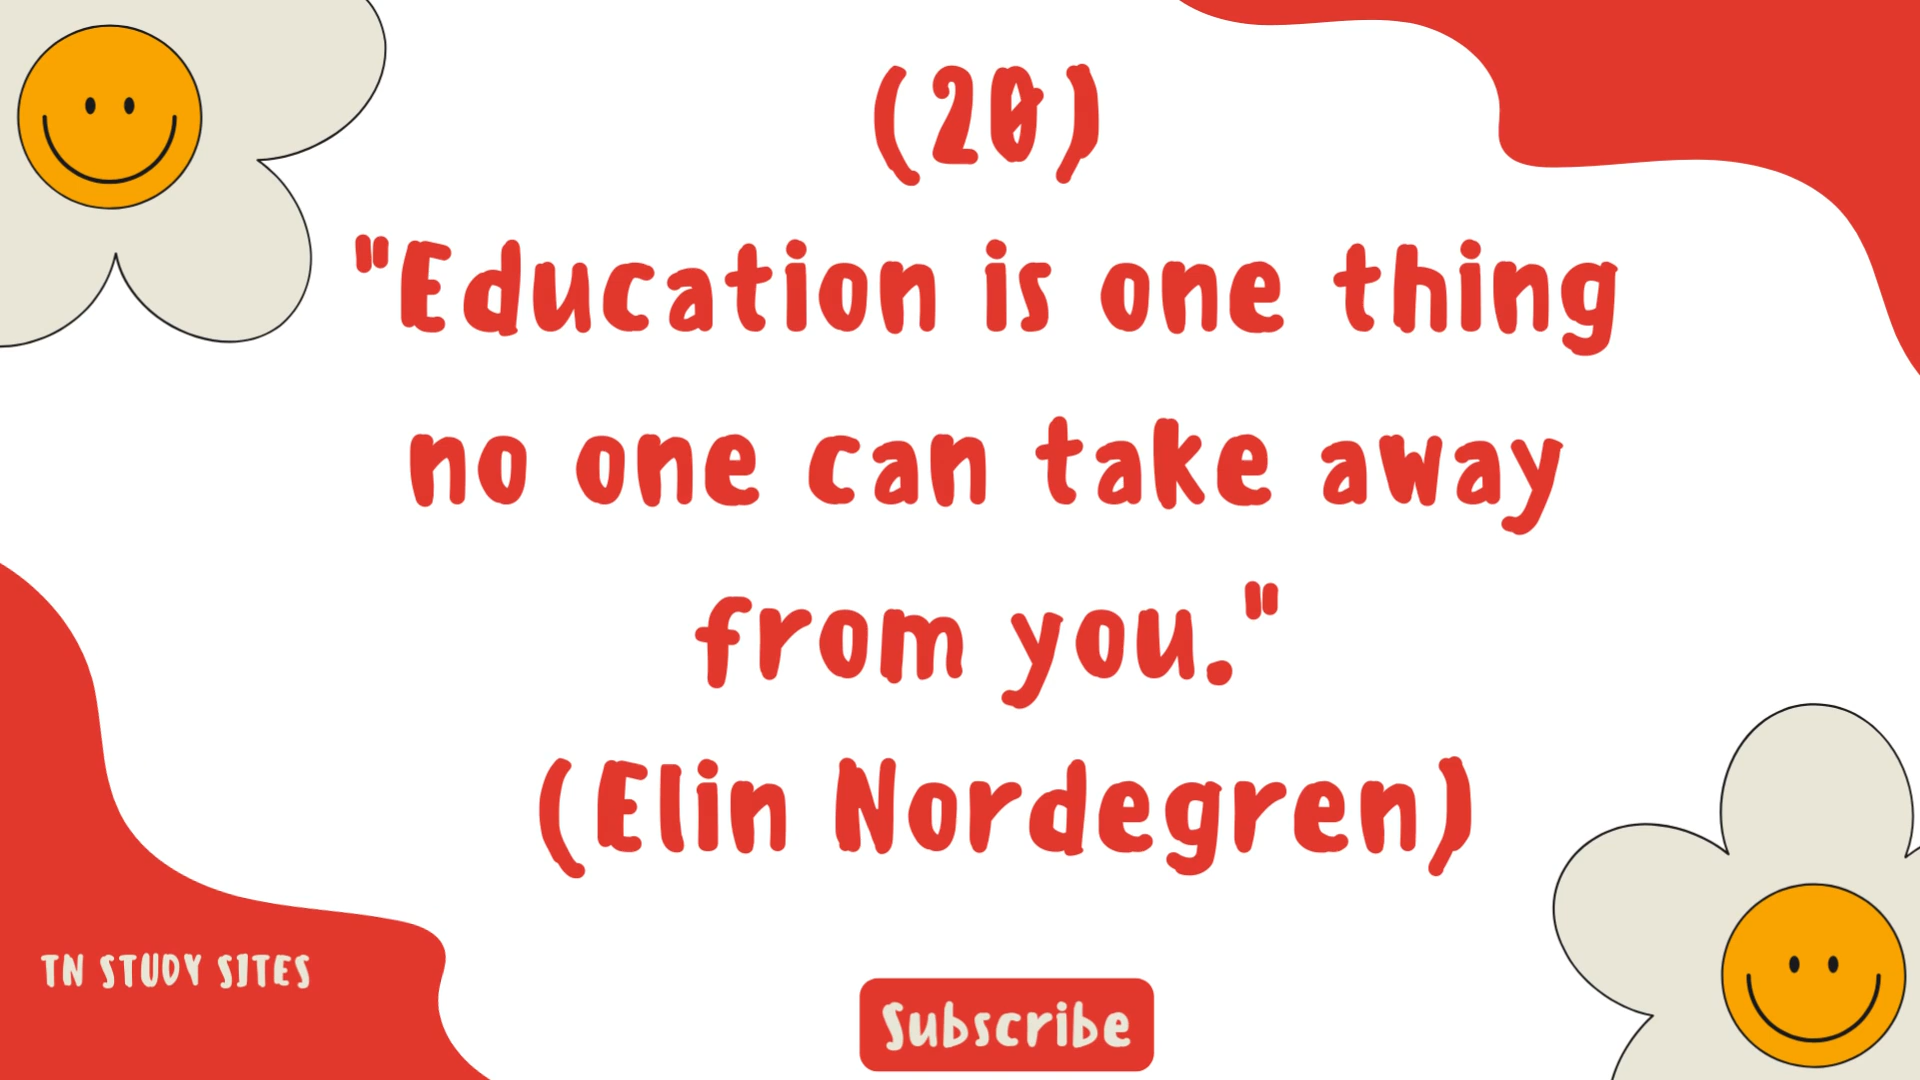 (20)
"Education is one thing
no one can take away
from you."
(Elin Nordegren)
TN STUDY SITES
Subscribe